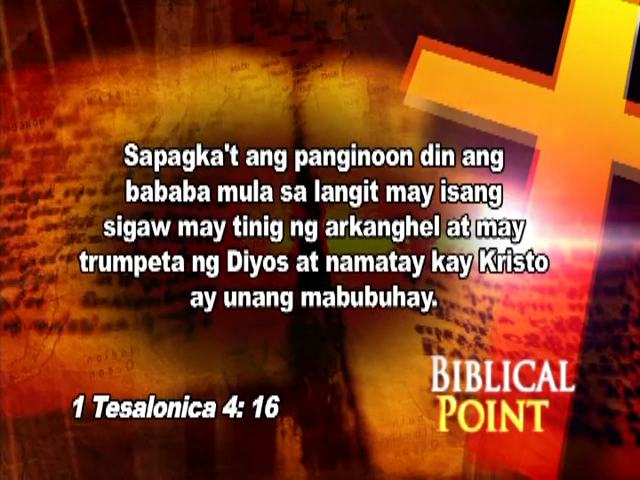 Sapagka't ang panginoon din ang
bababa mula sa langit may isang
sigaw may tinig ng arkanghel at may
trumpeta ng Diyos at namatay kay Kristo
ay unang mabubuhay.
1 Tesalonica 4: 16
BIBLICAL
POINT